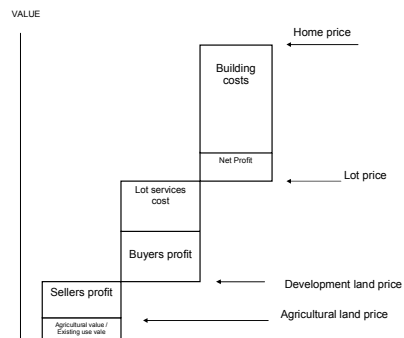 VALUE
Home price
Building
costs
Net Profit
Lot price
Lot services
cost
Buyers profit
Development land price
Sellers profit
Agricultural land price
Agricultural value /
Existing use vale